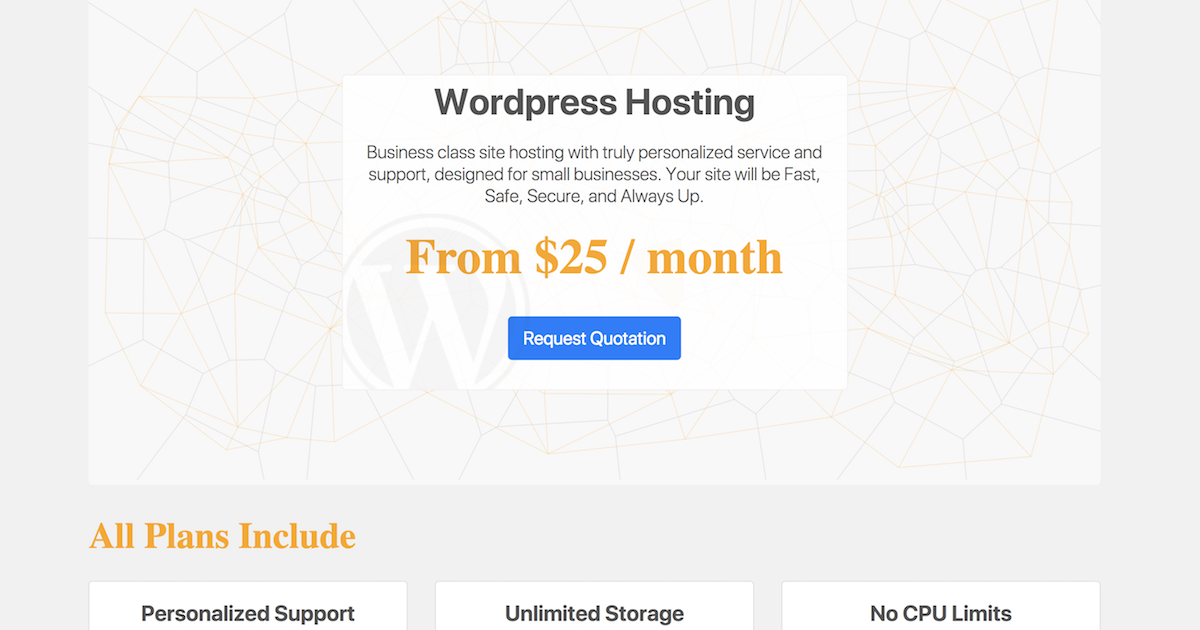 Wordpress Hosting
Business class site hosting with truly personalized service and
support, designed for small businesses. Your site will be Fast,
Safe, Secure, and Always Up.
From $25 / month
Request Quotation
All Plans Include
Personalized Support
Unlimited Storage
No CPU Limits